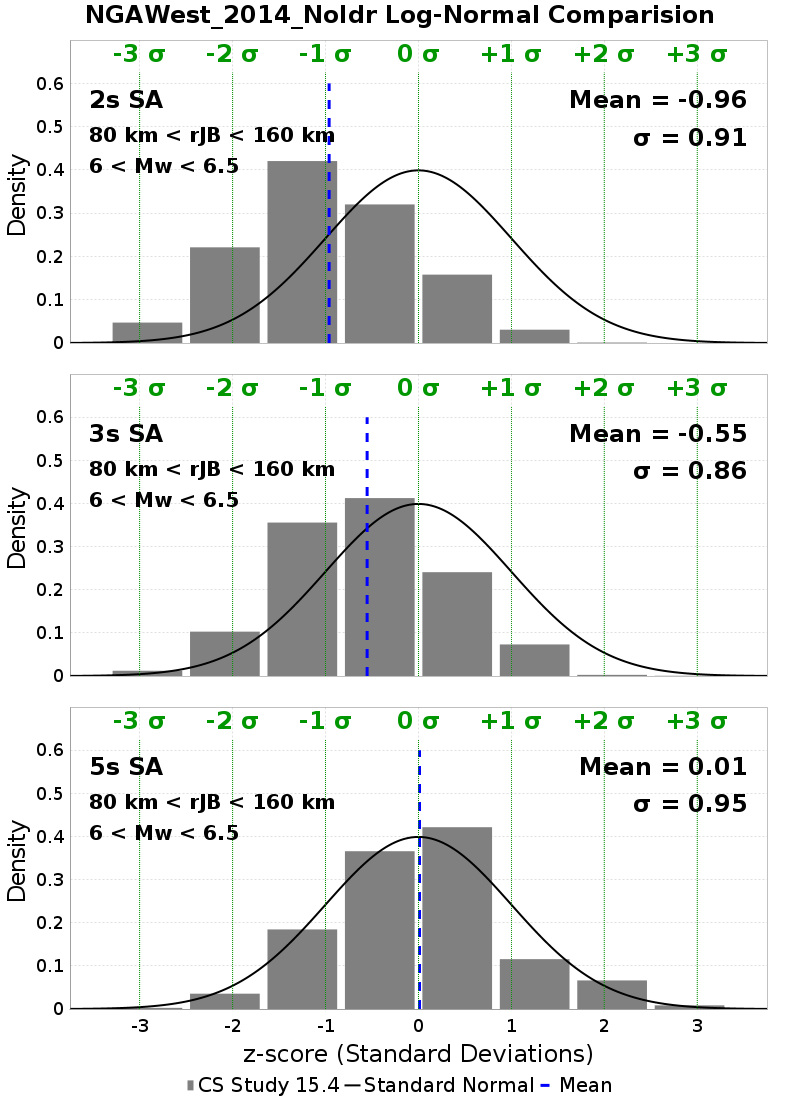 NGAWest_2014_NoIdr Log-Normal Comparision
-3 σ -2 σ -1 σ 0 σ +1 σ +2 σ +3 σ
2s SA
80 km < rJB < 160 km
6 < Mw < 6.5
Mean = -0.96
σ = 0.91
Density
0.6
0.5
0.4
0.3
0.2
0.1
0
-3 σ -2 σ -1 σ 0 σ +1 σ +2 σ +3 σ
3s SA
80 km < rJB < 160 km
6 < Mw < 6.5
Mean = -0.55
σ = 0.86
Density
0.6
0.5
0.4
0.3
0.2
0.1
0
-3 σ -2 σ -1 σ 0 σ +1 σ +2 σ +3 σ
5s SA
80 km < rJB < 160 km
6 < Mw < 6.5
Mean = 0.01
σ = 0.95
Density
0.6
0.5
0.4
0.3
0.2
0.1
0
-3 -2 -1 0 1 2 3
z-score (Standard Deviations)
CS Study 15.4 Standard Normal Mean